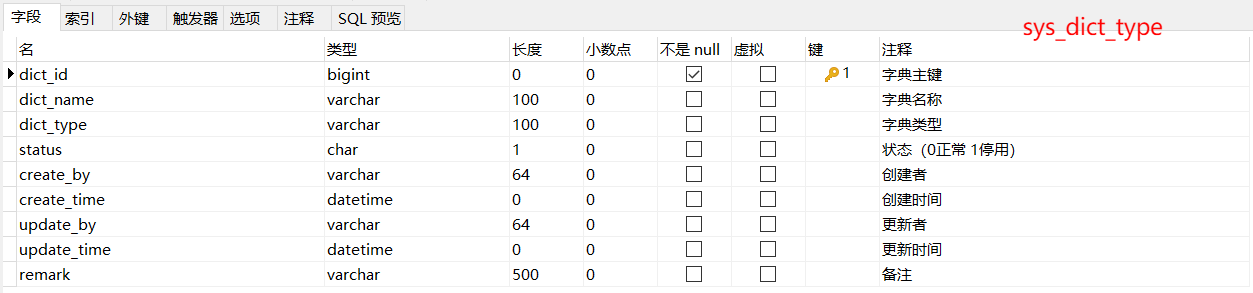 字段 索引 外键 触发器 选项 注释 SQL 预览
sys_dict_type
名 类型 长度 小数点 不是 null 虚拟 键 注释
dict_id bigint 0 0 1 字典主键
dict_name varchar 100 0 字典名称
dict_type varchar 100 0 字典类型
status char 1 0 状态（0正常 1停用）
create_by varchar 64 0 创建者
create_time datetime 0 0 创建时间
update_by varchar 64 0 更新者
update_time datetime 0 0 更新时间
remark varchar 500 0 备注